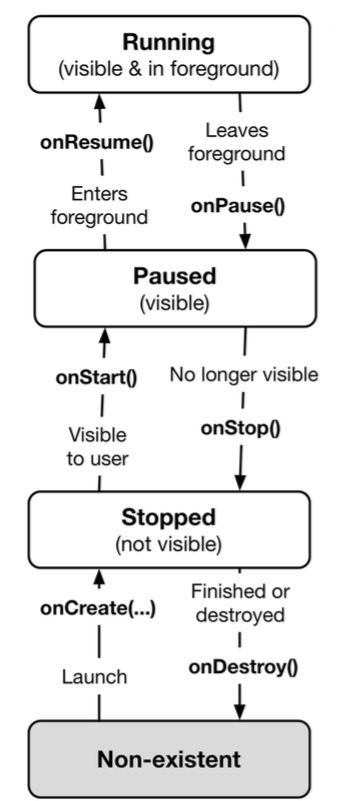 Running
(visible & in foreground)
onResume()
Leaves
foreground
Enters
foreground
onPause()
Paused
(visible)
onStart()
No longer visible
onStop()
Visible
to user
Stopped
(not visible)
onCreate(...)
Finished or
destroyed
Launch
onDestroy()
Non-existent